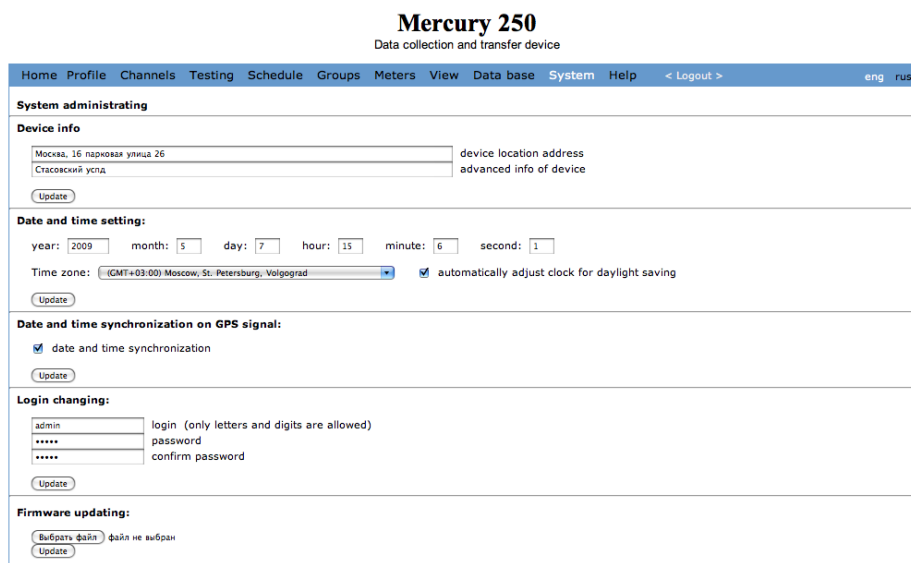 Mercury 250
Data collection and transfer device
Home Profile Channels Testing Schedule Groups Meters View Data base System Help < Logout > eng rus
System administrating
Device info
Москва, 16 парковая улица 26 device location address
Стасовский успд advanced info of device
Update
Date and time setting:
year: 2009 month: 5 day: 7 hour: 15 minute: 6 second: 1
Time zone: (GMT+03:00) Moscow, St. Petersburg, Volgograd automatically adjust clock for daylight saving
Update
Date and time synchronization on GPS signal:
date and time synchronization
Update
Login changing:
admin login (only letters and digits are allowed)
••••• password
••••• confirm password
Update
Firmware updating:
Выбрать файл файл не выбран
Update